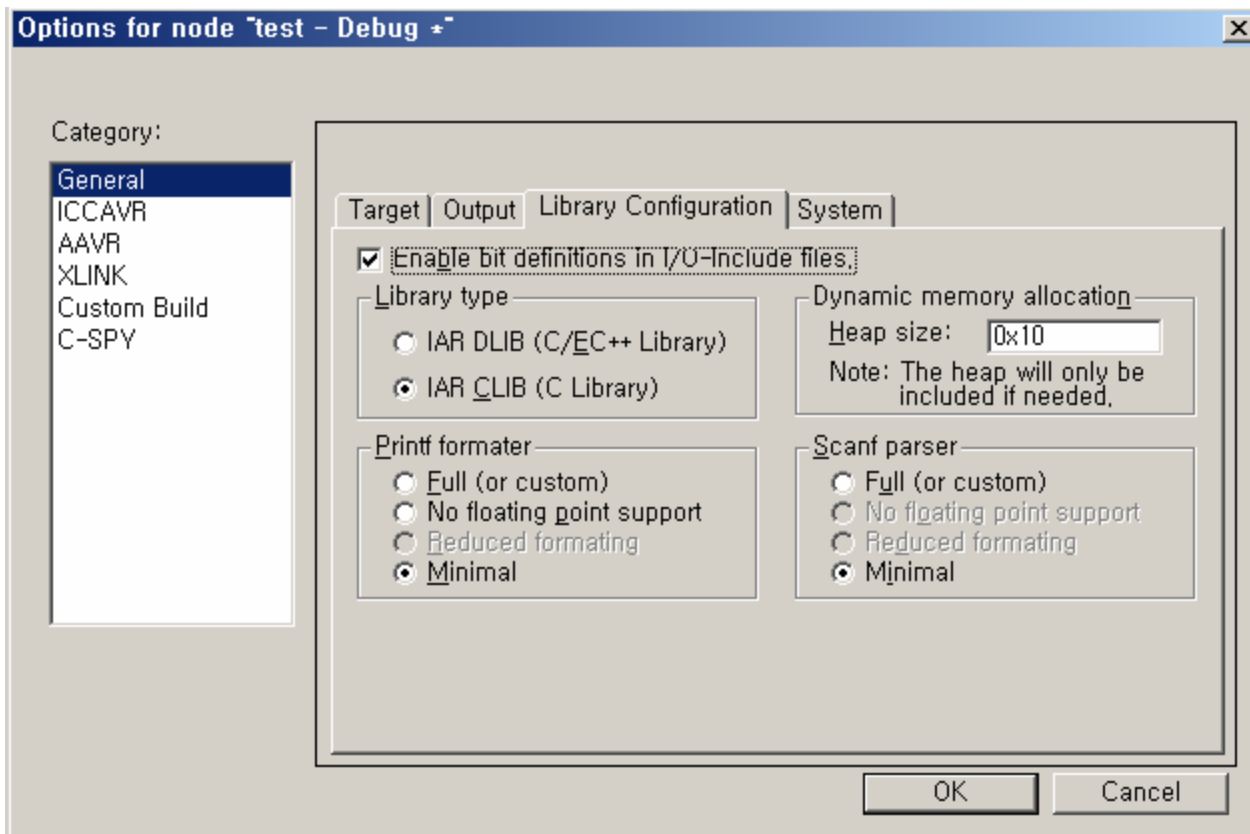 Options for node "test - Debug *"
Category:
General
ICCAVR
AAVR
XLINK
Custom Build
C-SPY
Target
Output
Library Configuration
System
Enable bit definitions in I/O-Include files.
Library type
IAR DLIB (C/EC++ Library)
IAR CLIB (C Library)
Dynamic memory allocation
Heap size: 0x10
Note: The heap will only be
included if needed.
Printf formater
Full (or custom)
No floating point support
Reduced formating
Minimal
Scanf parser
Full (or custom)
No floating point support
Reduced formating
Minimal
OK
Cancel